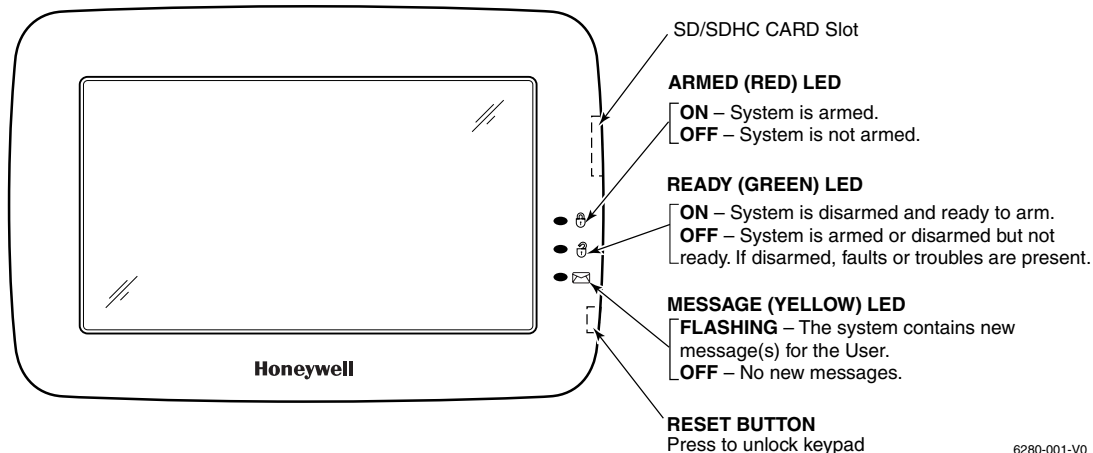 SD/SDHC CARD Slot
ARMED (RED) LED
ON – System is armed.
OFF – System is not armed.
READY (GREEN) LED
ON – System is disarmed and ready to arm.
OFF – System is armed or disarmed but not
ready. If disarmed, faults or troubles are present.
MESSAGE (YELLOW) LED
FLASHING – The system contains new
message(s) for the User.
OFF – No new messages.
Honeywell
RESET BUTTON
Press to unlock keypad
6280-001-V0